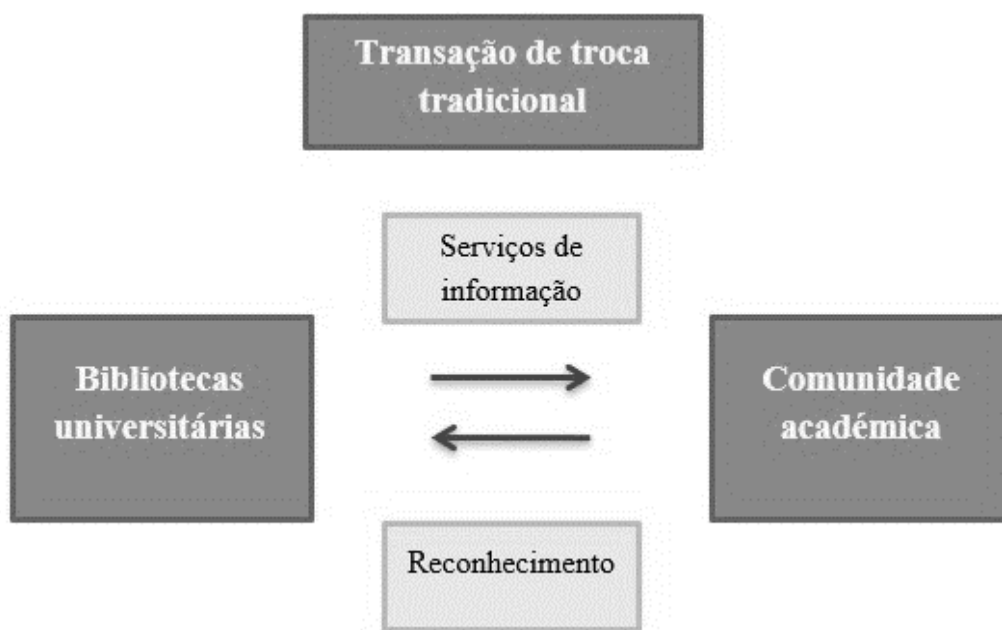 Transação de troca
tradicional
Serviços de
informação
Bibliotecas
universitárias
Comunidade
académica
Reconhecimento